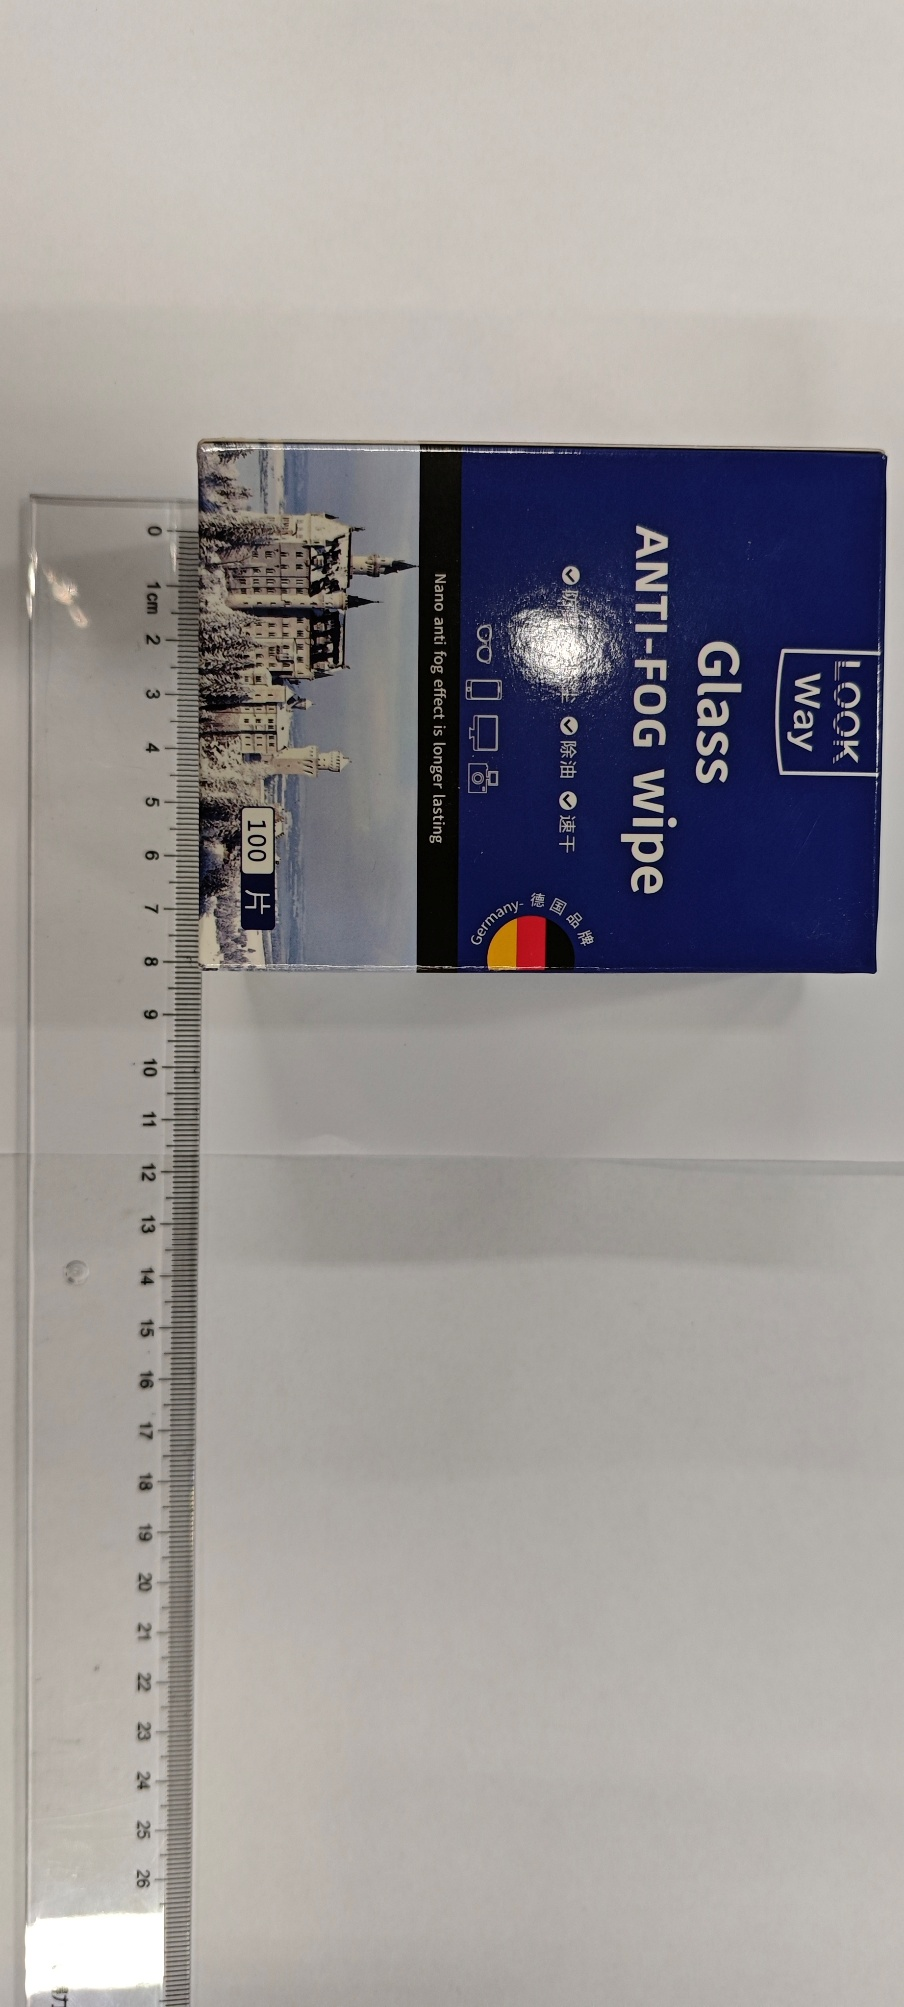 LOOK
Way
Glass
ANTI-FOG wipe
除油 速干
Germany-德国品牌
Nano anti fog effect is longer lasting
100 片
0 1cm 2 3 4 5 6 7 8 9 10 11 12 13 14 15 16 17 18 19 20 21 22 23 24 25 26